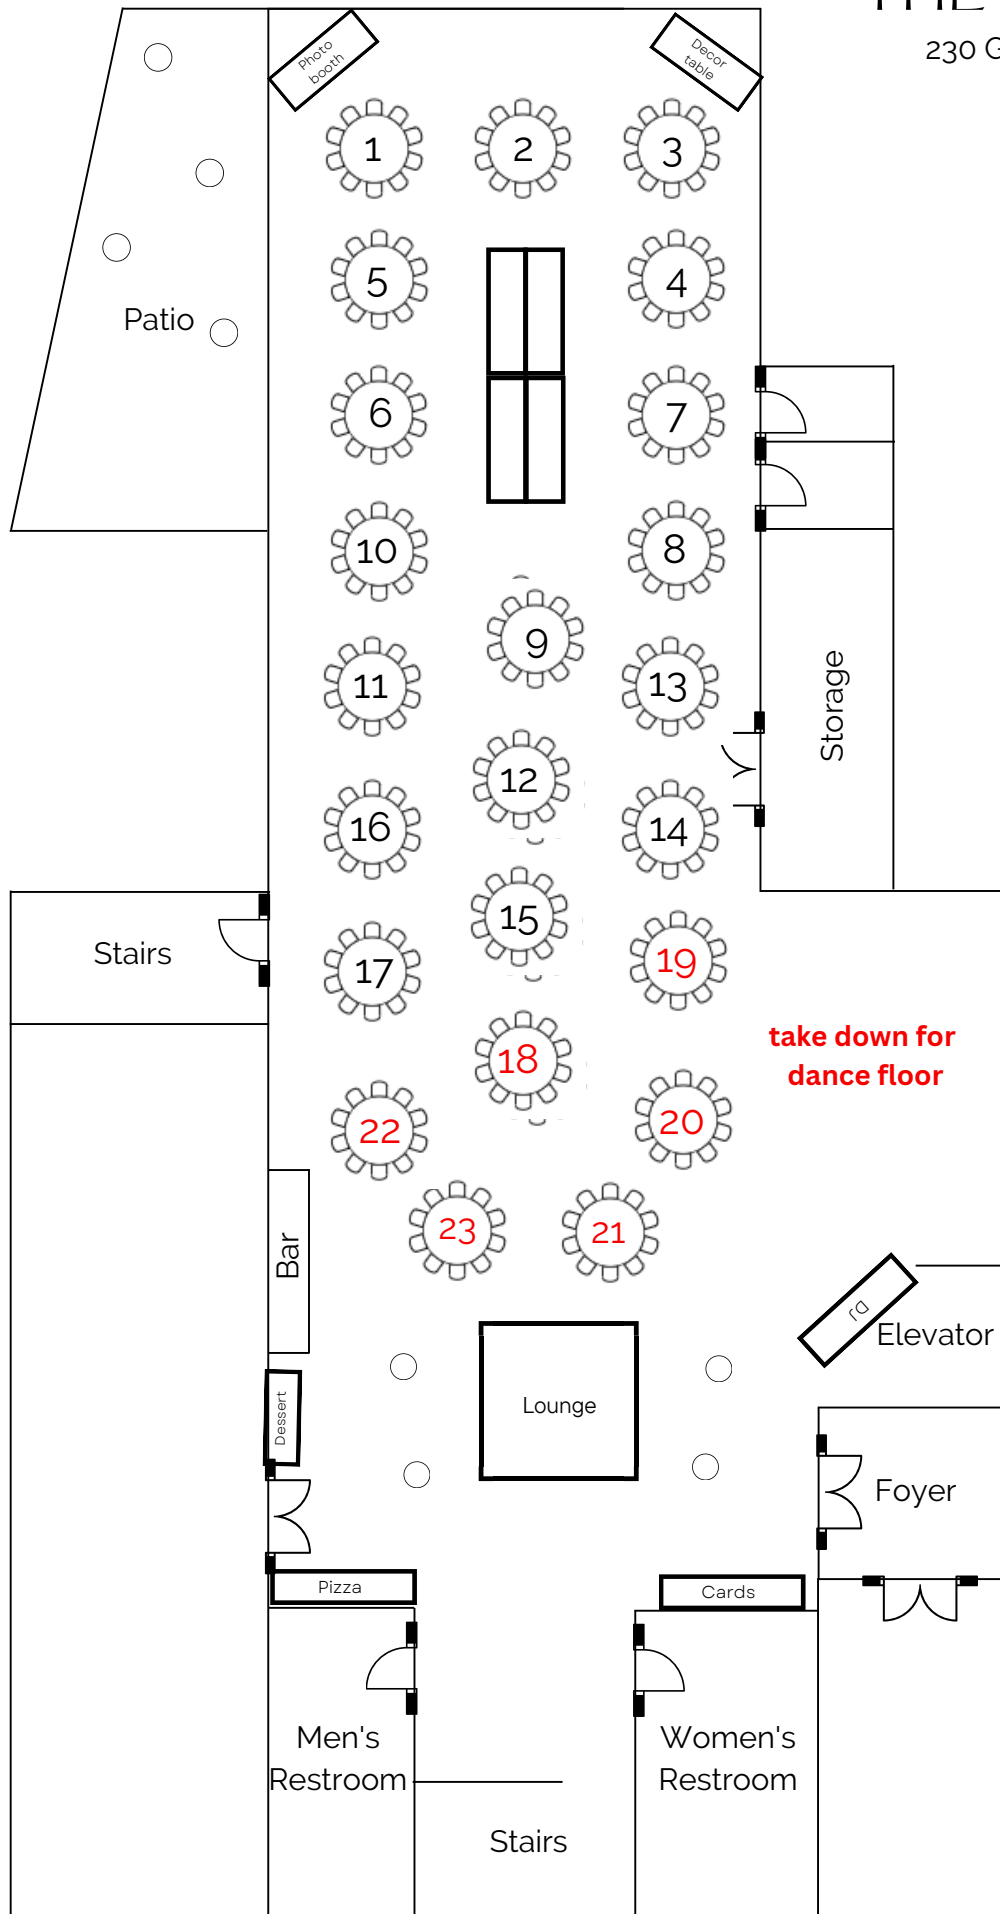 230
Photo
booth
Decor
table
1
2
3
5
4
Patio
6
7
10
8
9
11
13
Storage
12
16
14
15
Stairs
17
19
take down for
dance floor
18
22
20
23
21
Bar
DJ
Elevator
Dessert
Lounge
Foyer
Pizza
Cards
Men's
Restroom
Women's
Restroom
Stairs